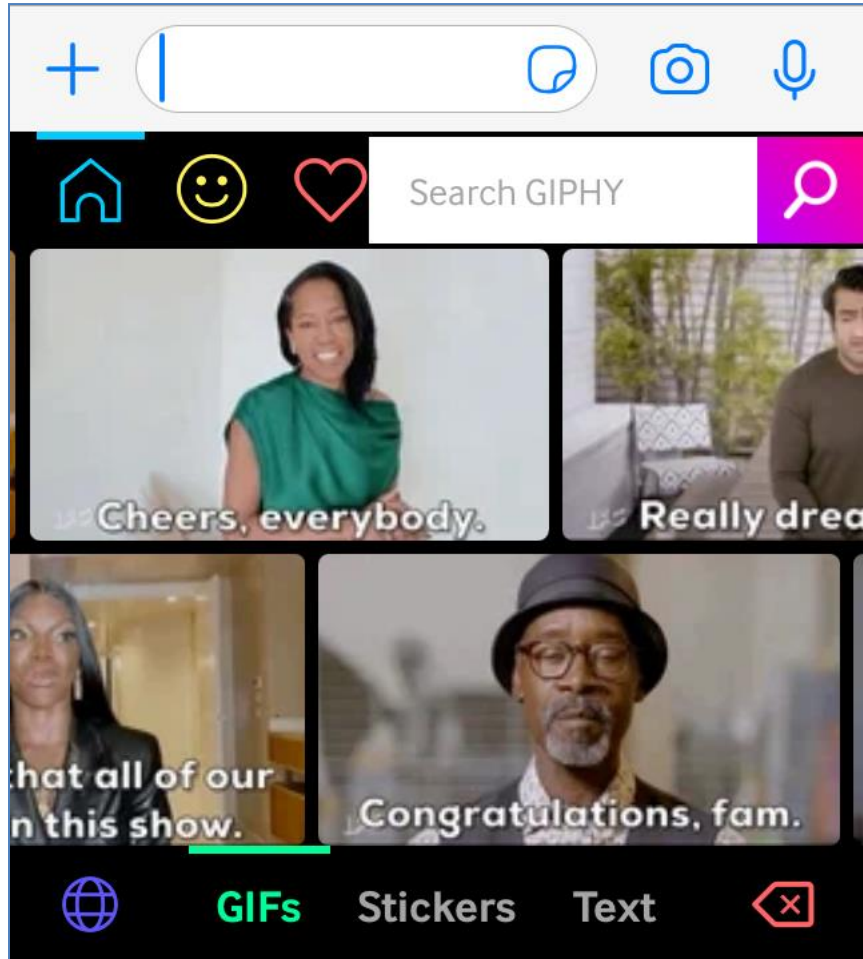 Search GIPHY
Cheers, everybody.
Really drea
hat all of our
n this show.
Congratulations, fam.
GIFs Stickers Text